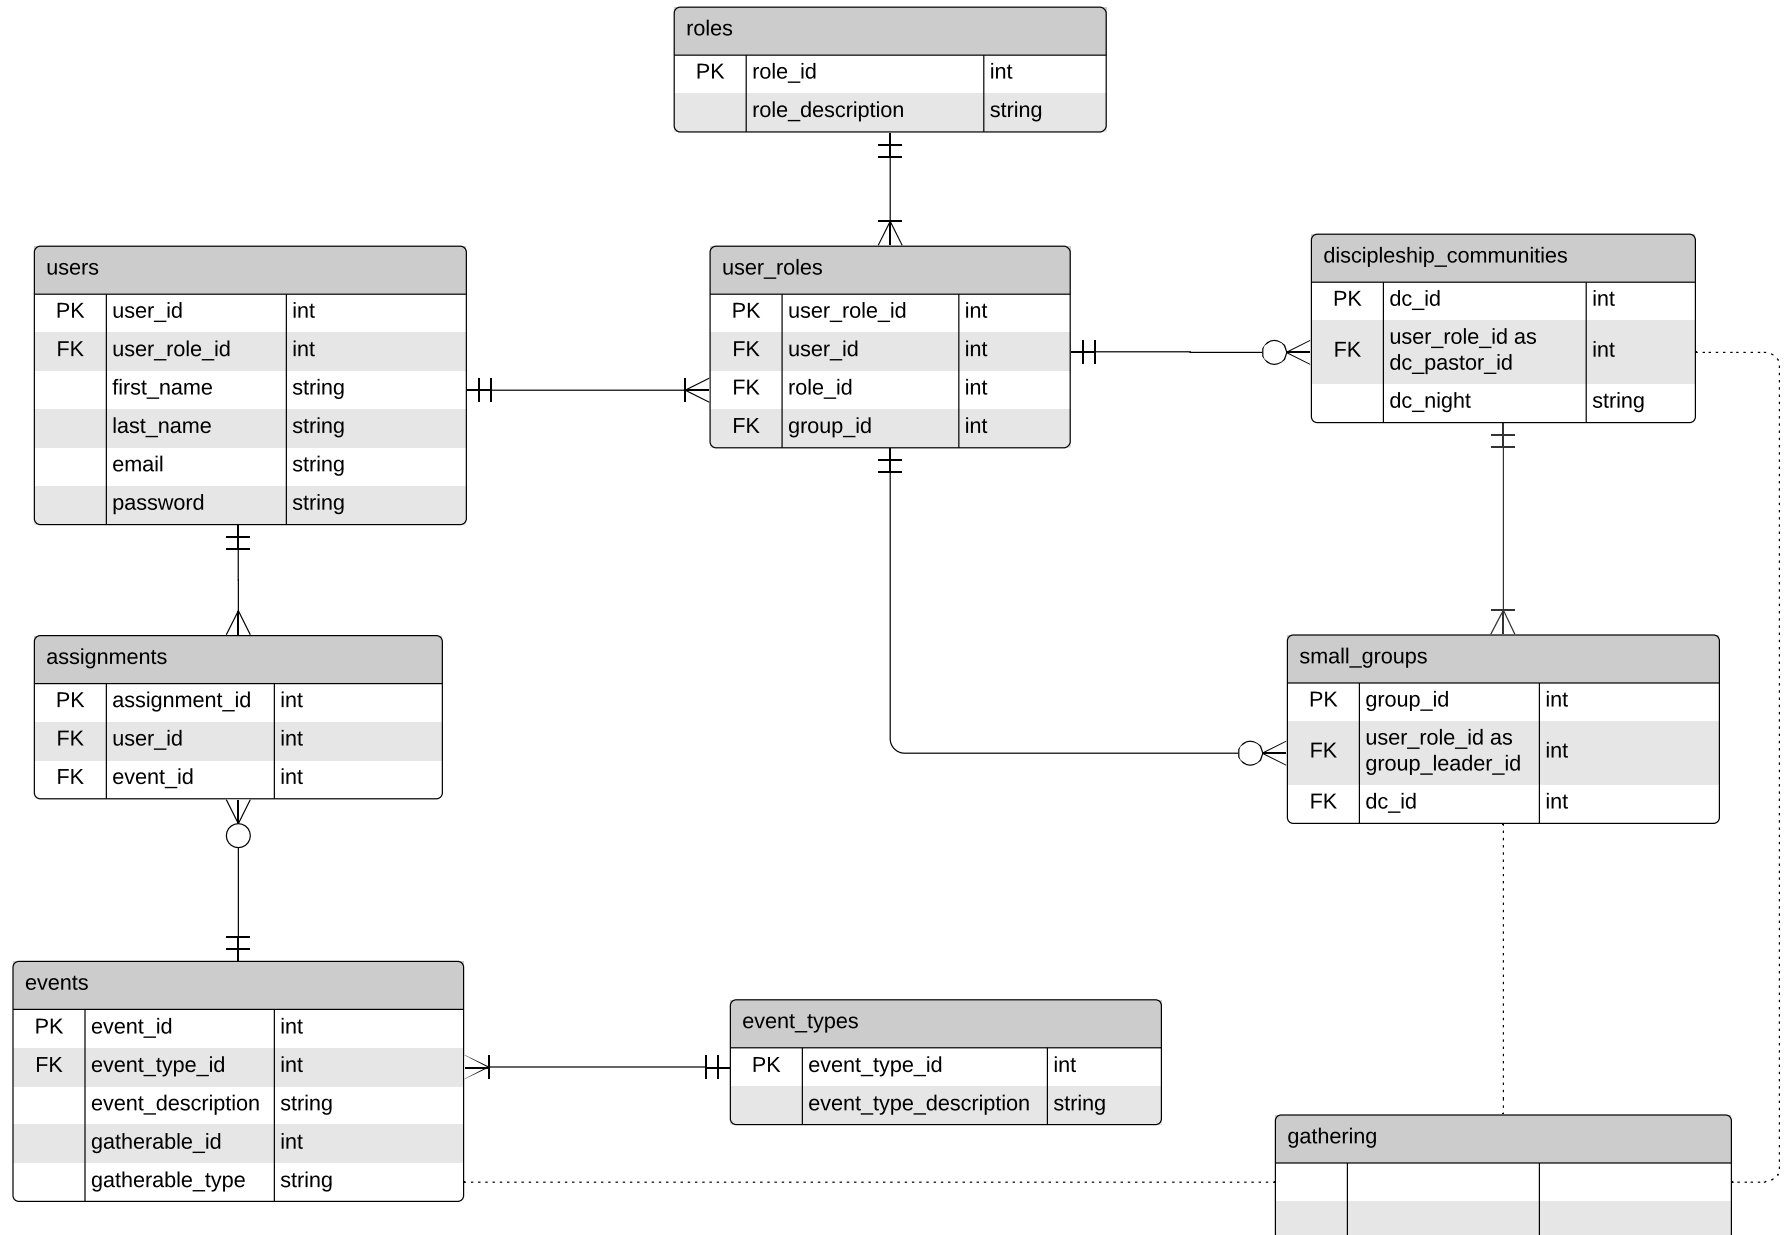 roles
PK role_id int
role_description string
users
PK user_id int
FK user_role_id int
first_name string
last_name string
email string
password string
user_roles
PK user_role_id int
FK user_id int
FK role_id int
FK group_id int
discipleship_communities
PK dc_id int
FK user_role_id as
dc_pastor_id int
dc_night string
assignments
PK assignment_id int
FK user_id int
FK event_id int
small_groups
PK group_id int
FK user_role_id as
group_leader_id int
FK dc_id int
events
PK event_id int
FK event_type_id int
event_description string
gatherable_id int
gatherable_type string
event_types
PK event_type_id int
event_type_description string
gathering